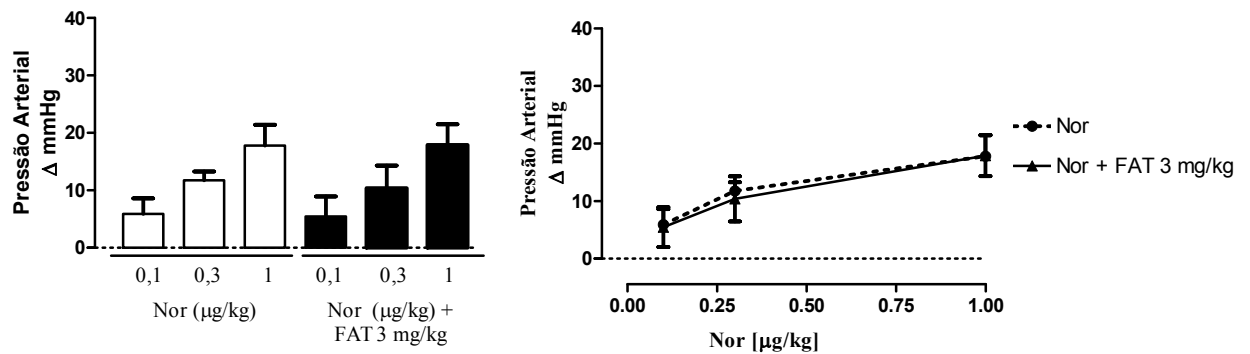 Pressão Arterial
Δ mmHg
40
30
20
10
0
0,1 0,3 1 0,1 0,3 1
Nor (µg/kg) Nor (µg/kg) +
FAT 3 mg/kg
Pressão Arterial
Δ mmHg
40
30
20
10
0
0.00 0.25 0.50 0.75 1.00
Nor [µg/kg]
Nor
Nor + FAT 3 mg/kg